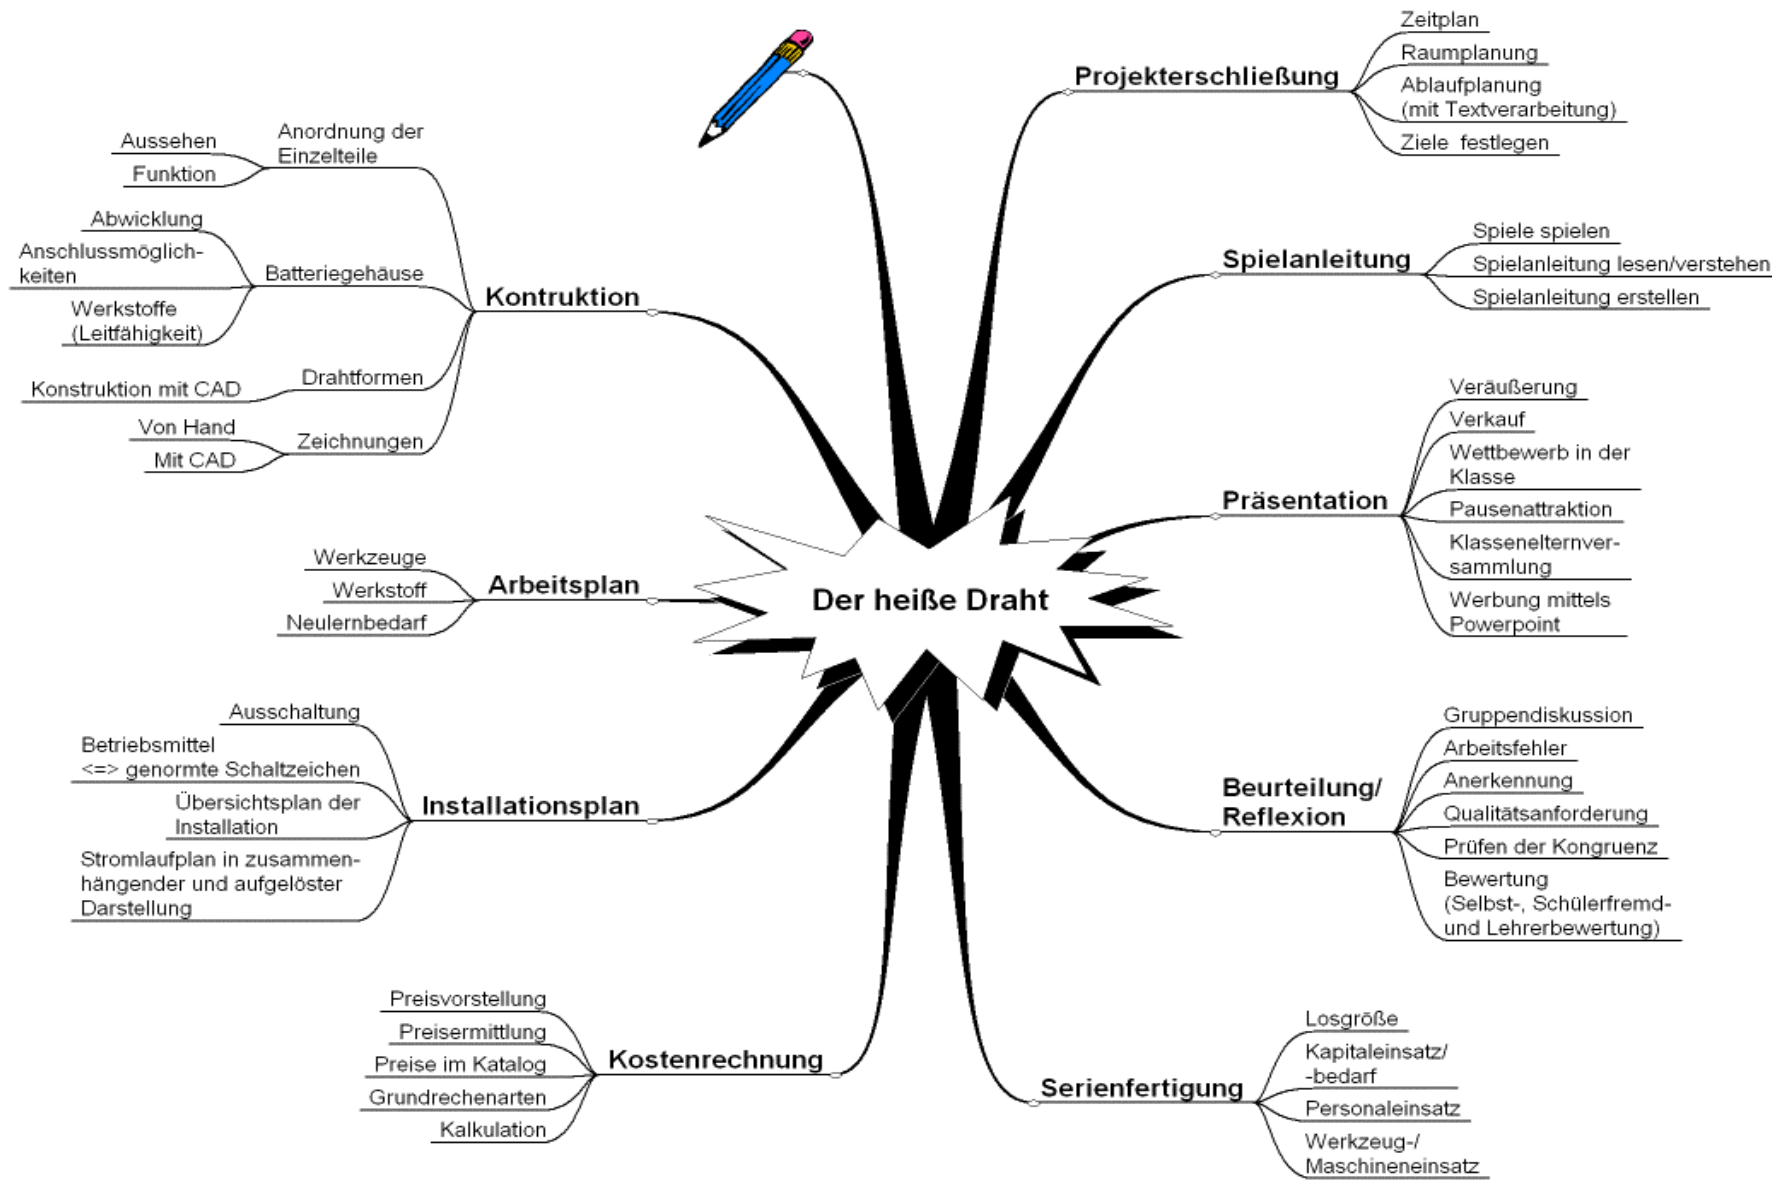 Der heiße Draht
Projekterschließung
Zeitplan
Raumplanung
Ablaufplanung
(mit Textverarbeitung)
Ziele festlegen
Spielanleitung
Spiele spielen
Spielanleitung lesen/verstehen
Spielanleitung erstellen
Präsentation
Veräußerung
Verkauf
Wettbewerb in der
Klasse
Pausenattraktion
Klassenelternver-
sammlung
Werbung mittels
Powerpoint
Beurteilung/
Reflexion
Gruppendiskussion
Arbeitsfehler
Anerkennung
Qualitätsanforderung
Prüfen der Kongruenz
Bewertung
(Selbst-, Schülerfremd-
und Lehrerbewertung)
Serienfertigung
Losgröße
Kapitaleinsatz/
-bedarf
Personaleinsatz
Werkzeug-/
Maschineneinsatz
Kostenrechnung
Preisvorstellung
Preisermittlung
Preise im Katalog
Grundrechenarten
Kalkulation
Installationsplan
Ausschaltung
Betriebsmittel
<=> genormte Schaltzeichen
Übersichtsplan der
Installation
Stromlaufplan in zusammen-
hängender und aufgelöster
Darstellung
Arbeitsplan
Werkzeuge
Werkstoff
Neulernbedarf
Kontruktion
Anordnung der
Einzelteile
Aussehen
Funktion
Batteriegehäuse
Abwicklung
Anschlussmöglich-
keiten
Werkstoffe
(Leitfähigkeit)
Drahtformen
Konstruktion mit CAD
Zeichnungen
Von Hand
Mit CAD